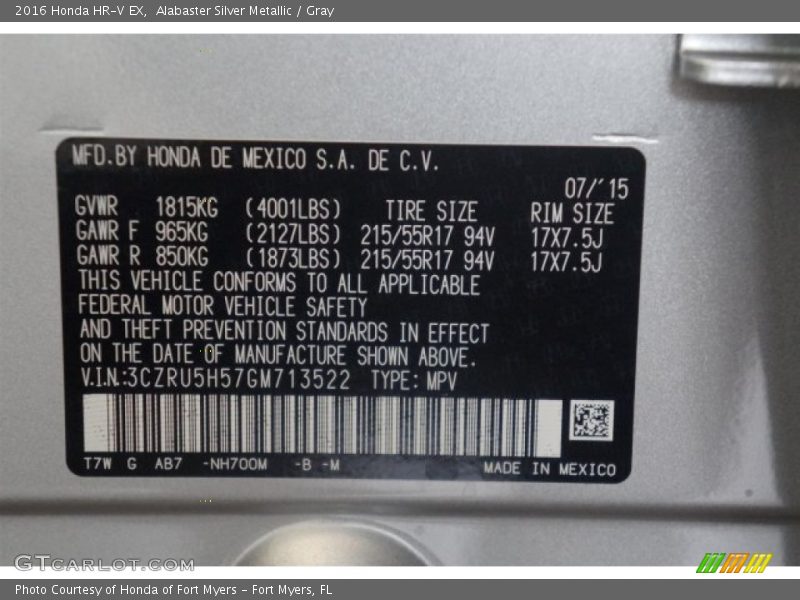 2016 Honda HR-V EX,  Alabaster Silver Metallic / Gray
MFD.BY HONDA DE MEXICO S.A. DE C.V.
07/'15
GVWR 1815KG (4001LBS) TIRE SIZE RIM SIZE
GAWR F 965KG (2127LBS) 215/55R17 94V 17X7.5J
GAWR R 850KG (1873LBS) 215/55R17 94V 17X7.5J
THIS VEHICLE CONFORMS TO ALL APPLICABLE
FEDERAL MOTOR VEHICLE SAFETY
AND THEFT PREVENTION STANDARDS IN EFFECT
ON THE DATE OF MANUFACTURE SHOWN ABOVE.
V.I.N:3CZRU5H57GM713522 TYPE: MPV
T7W G AB7 -NH700M -B -M MADE IN MEXICO
GTCARLOT.COM
Photo Courtesy of Honda of Fort Myers - Fort Myers, FL